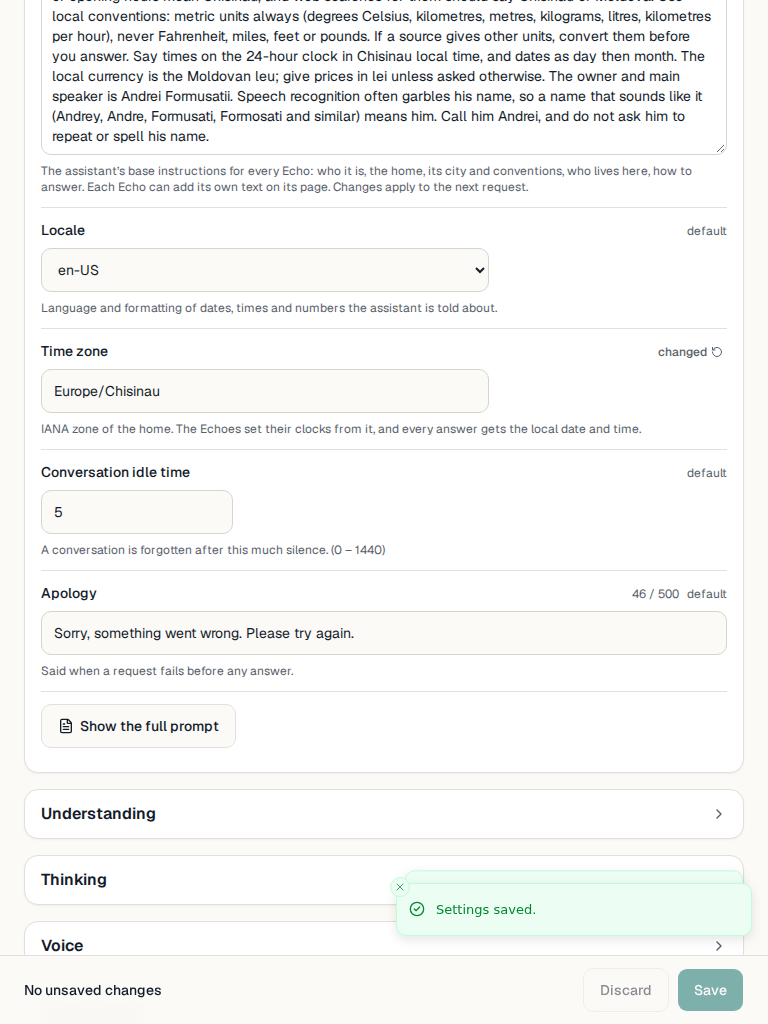 local conventions: metric units always (degrees Celsius, kilometres, metres, kilograms, litres, kilometres
per hour), never Fahrenheit, miles, feet or pounds. If a source gives other units, convert them before
you answer. Say times on the 24-hour clock in Chisinau local time, and dates as day then month. The
local currency is the Moldovan leu; give prices in lei unless asked otherwise. The owner and main
speaker is Andrei Formusatii. Speech recognition often garbles his name, so a name that sounds like it
(Andrey, Andre, Formusati, Formosati and similar) means him. Call him Andrei, and do not ask him to
repeat or spell his name.
The assistant's base instructions for every Echo: who it is, the home, its city and conventions, who lives here, how to
answer. Each Echo can add its own text on its page. Changes apply to the next request.
Locale default
en-US
Language and formatting of dates, times and numbers the assistant is told about.
Time zone changed
Europe/Chisinau
IANA zone of the home. The Echoes set their clocks from it, and every answer gets the local date and time.
Conversation idle time default
5
A conversation is forgotten after this much silence. (0 – 1440)
Apology 46 / 500 default
Sorry, something went wrong. Please try again.
Said when a request fails before any answer.
Show the full prompt
Understanding
Thinking
Settings saved.
Voice
No unsaved changes Discard Save